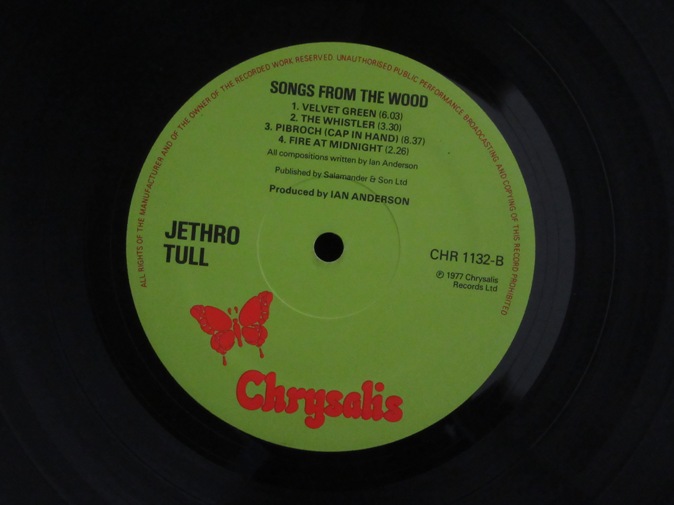 ALL RIGHTS OF THE MANUFACTURER AND OF THE OWNER OF THE RECORDED WORK RESERVED UNAUTHORISED PUBLIC PERFORMANCE BROADCASTING AND COPYING OF THIS RECORD PROHIBITED
SONGS FROM THE WOOD
1. VELVET GREEN (6.03)
2. THE WHISTLER (3.30)
3. PIBROCH (CAP IN HAND) (8.37)
4. FIRE AT MIDNIGHT (2.26)
All compositions written by Ian Anderson
Published by Salamander & Son Ltd
Produced by IAN ANDERSON
JETHRO
TULL
CHR 1132-B
℗ 1977 Chrysalis
Records Ltd
Chrysalis